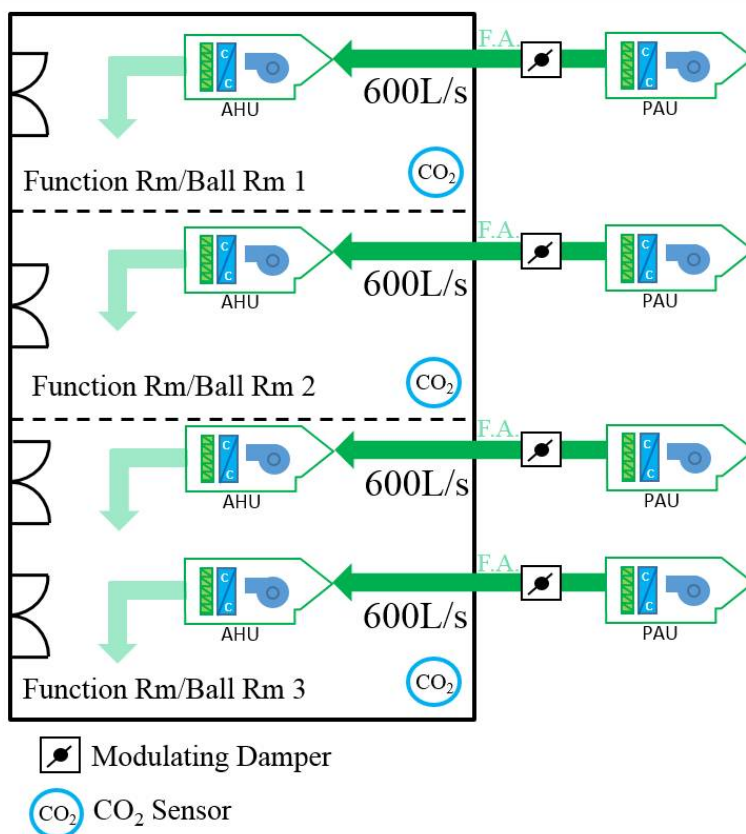 F.A.
600L/s
AHU
PAU
C
C
C
C
Function Rm/Ball Rm 1
CO₂
F.A.
600L/s
AHU
PAU
C
C
C
C
Function Rm/Ball Rm 2
CO₂
F.A.
600L/s
AHU
PAU
C
C
C
C
F.A.
600L/s
AHU
PAU
C
C
C
C
Function Rm/Ball Rm 3
CO₂
Modulating Damper
CO₂ CO₂ Sensor